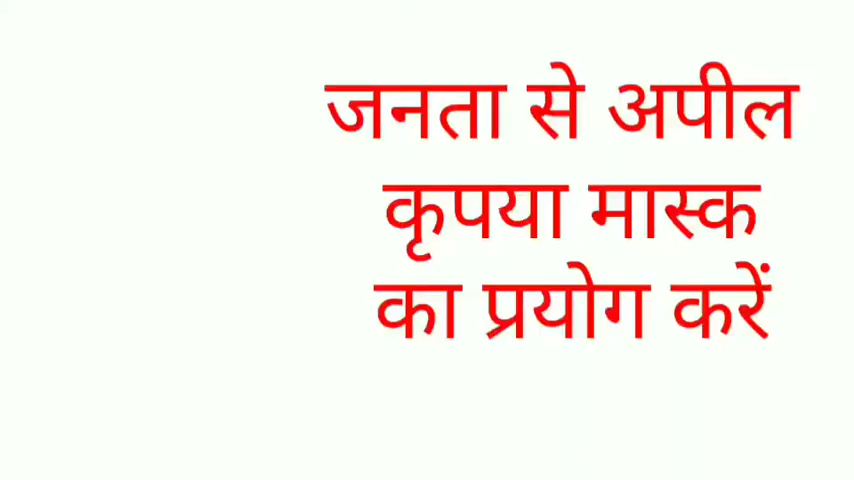 जनता से अपील
कृपया मास्क
का प्रयोग करें